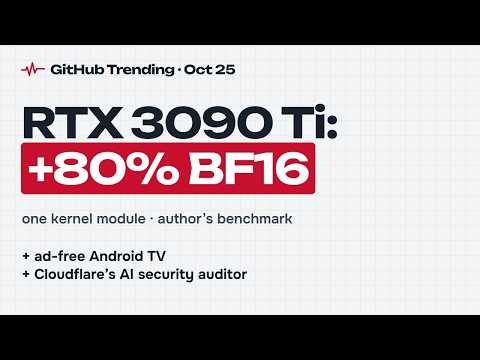 GitHub Trending · Oct 25
RTX 3090 Ti:
+80% BF16
one kernel module · author's benchmark
+ ad-free Android TV
+ Cloudflare's AI security auditor